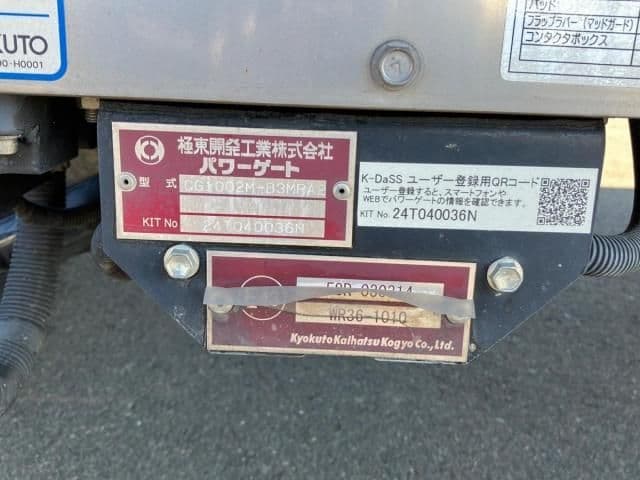 KUTO
00-H0001
パッド
フラップラバー(マッドガード)
コンタクタボックス
極東開発工業株式会社
パワーゲート
型 式 CG1002M-B3MRA2
KIT No 24T040036N
K-DaSS ユーザー登録用QRコード
ユーザー登録すると、スマートフォンや
WEBでパワーゲートの情報を確認できます。
KIT No. 24T040036N
WR36-101Q
Kyokuto Kaihatsu Kogyo Co., Ltd.